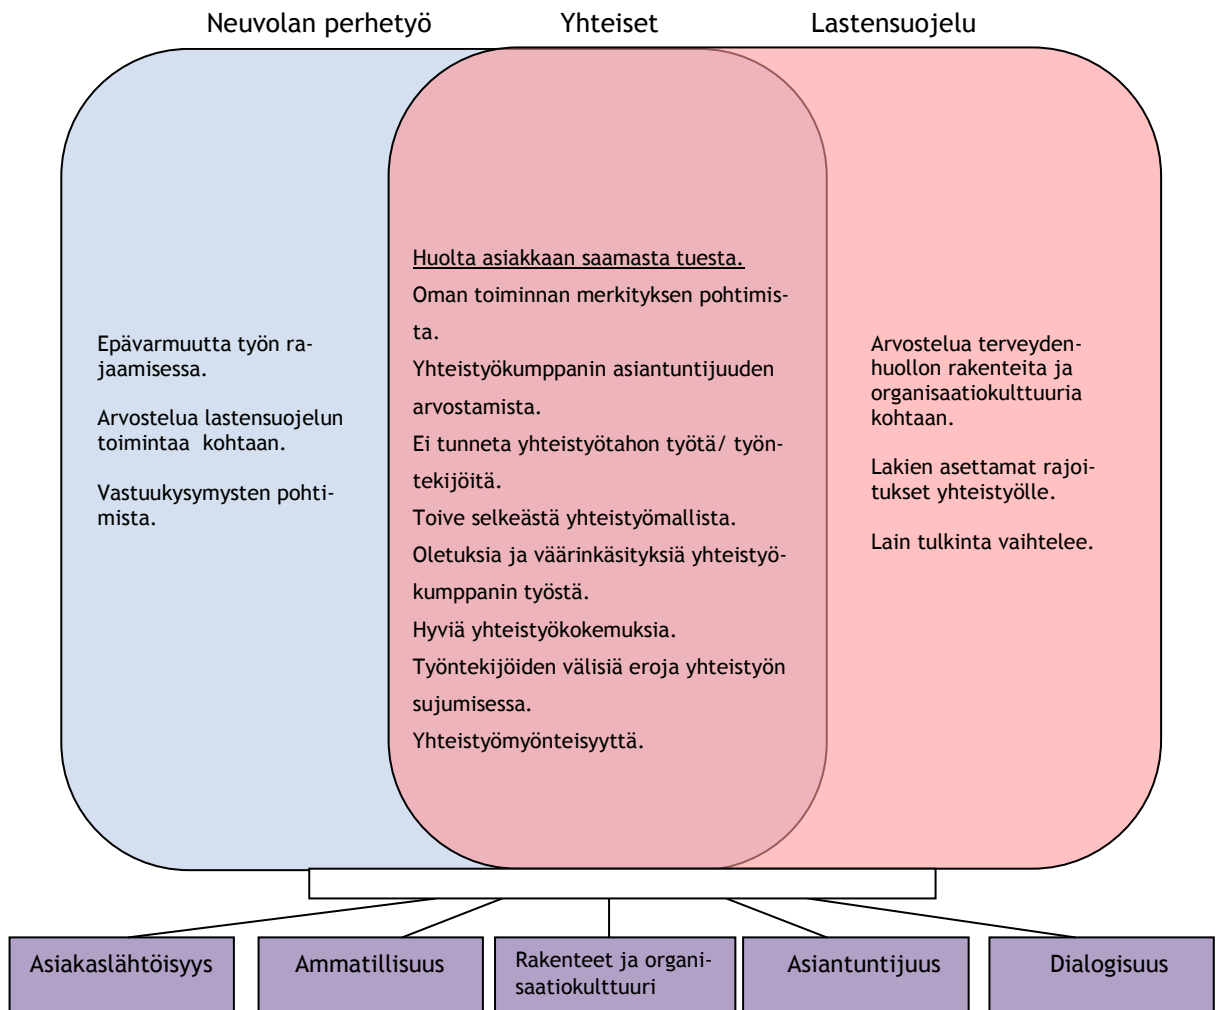 Neuvolan perhetyö
Yhteiset
Lastensuojelu
Epävarmuutta työn ra-
jaamisessa.
Arvostelua lastensuojelun
toimintaa kohtaan.
Vastuukysymysten pohti-
mista.
Huolta asiakkaan saamasta tuesta.
Oman toiminnan merkityksen pohtimis-
ta.
Yhteistyökumppanin asiantuntijuuden
arvostamista.
Ei tunneta yhteistyötahon työtä/ työn-
tekijöitä.
Toive selkeästä yhteistyömallista.
Oletuksia ja väärinkäsityksiä yhteistyö-
kumppanin työstä.
Hyviä yhteistyökokemuksia.
Työntekijöiden välisiä eroja yhteistyön
sujumisessa.
Yhteistyömyönteisyyttä.
Arvostelua terveyden-
huollon rakenteita ja
organisaatiokulttuuria
kohtaan.
Lakien asettamat rajoi-
tukset yhteistyölle.
Lain tulkinta vaihtelee.
Asiakaslähtöisyys
Ammatillisuus
Rakenteet ja organi-
saatiokulttuuri
Asiantuntijuus
Dialogisuus